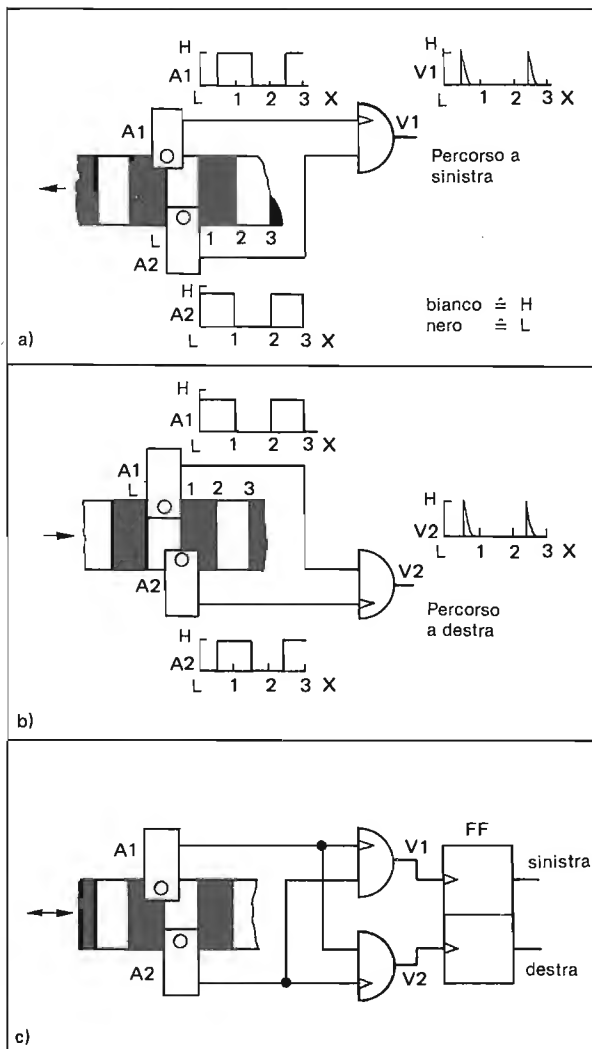 H
A1
L 1 2 3 X
H
V1
L 1 2 3 X
A1
V1
Percorso a
sinistra
L 1 2 3
A2
H
A2
L 1 2 3 X
bianco ≙ H
nero ≙ L
a)
H
A1
L 1 2 3 X
A1
L 1 2 3
H
V2
L 1 2 3 X
A2
V2
Percorso
a destra
H
A2
L 1 2 3 X
b)
A1
V1
FF
sinistra
A2
V2
destra
c)